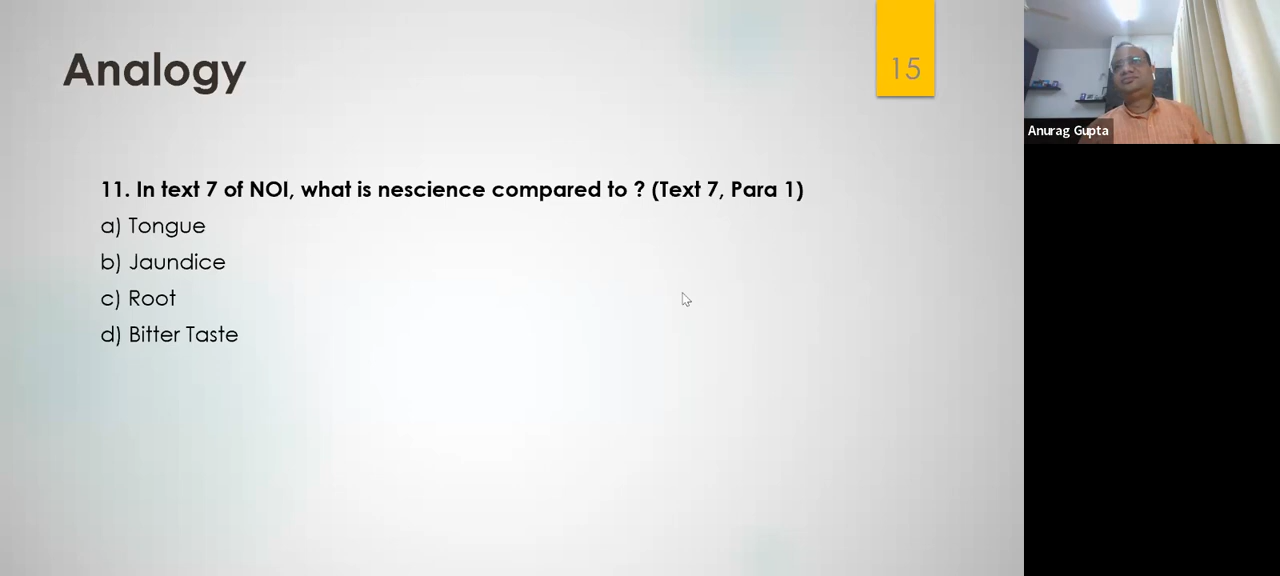 Analogy
15
11. In text 7 of NOI, what is nescience compared to ? (Text 7, Para 1)
a) Tongue
b) Jaundice
c) Root
d) Bitter Taste
Anurag Gupta